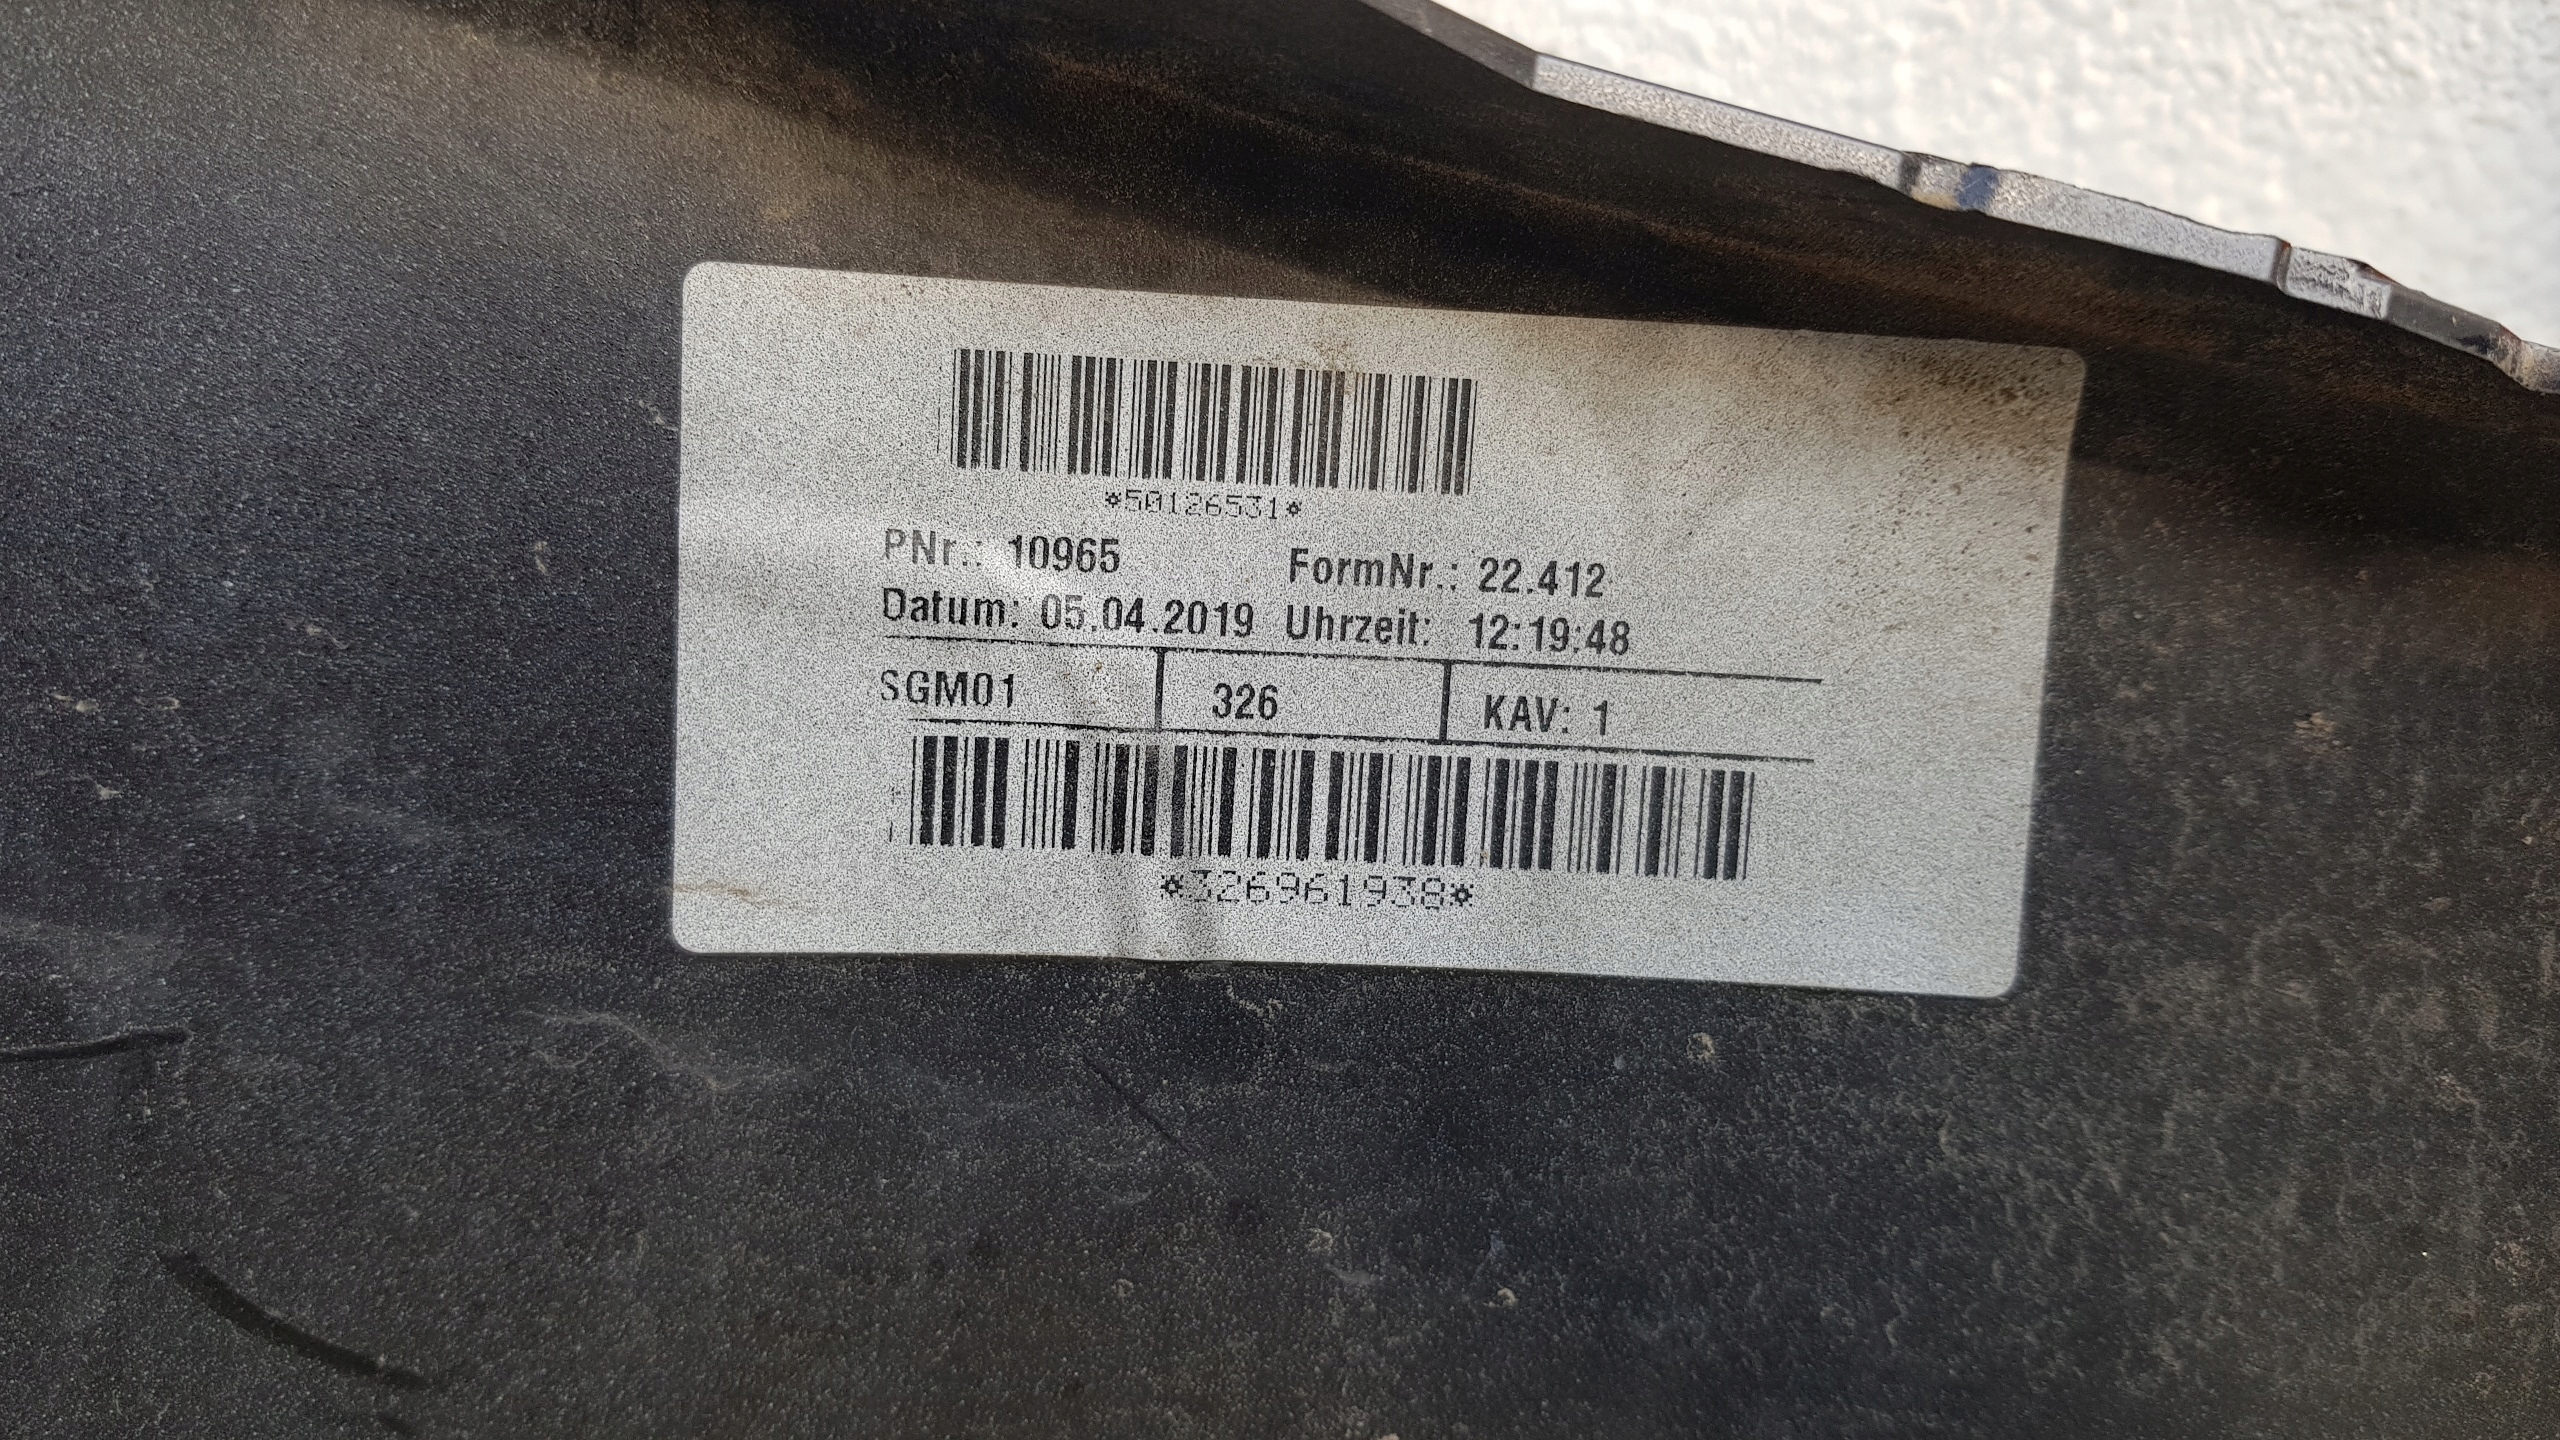 *50126531*
PNr.: 10965 FormNr.: 22.412
Datum: 05.04.2019 Uhrzeit: 12:19:48
SGM01 326 KAV: 1
*326961938*